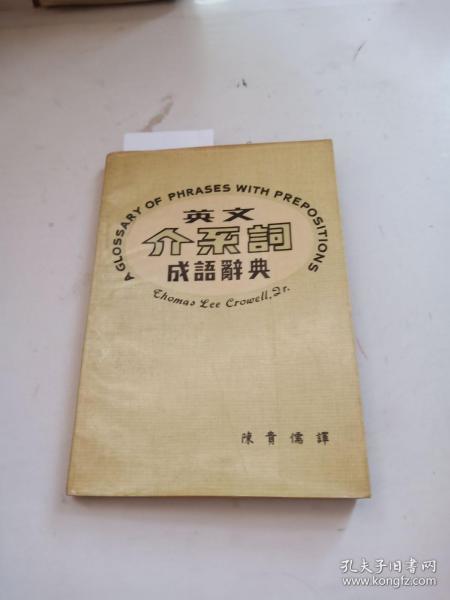 A GLOSSARY OF PHRASES WITH PREPOSITIONS
英文
介系詞
成語辭典
Thomas Lee Crowell, Jr.
陳貴儒譯
孔夫子旧书网
www.kongfz.com